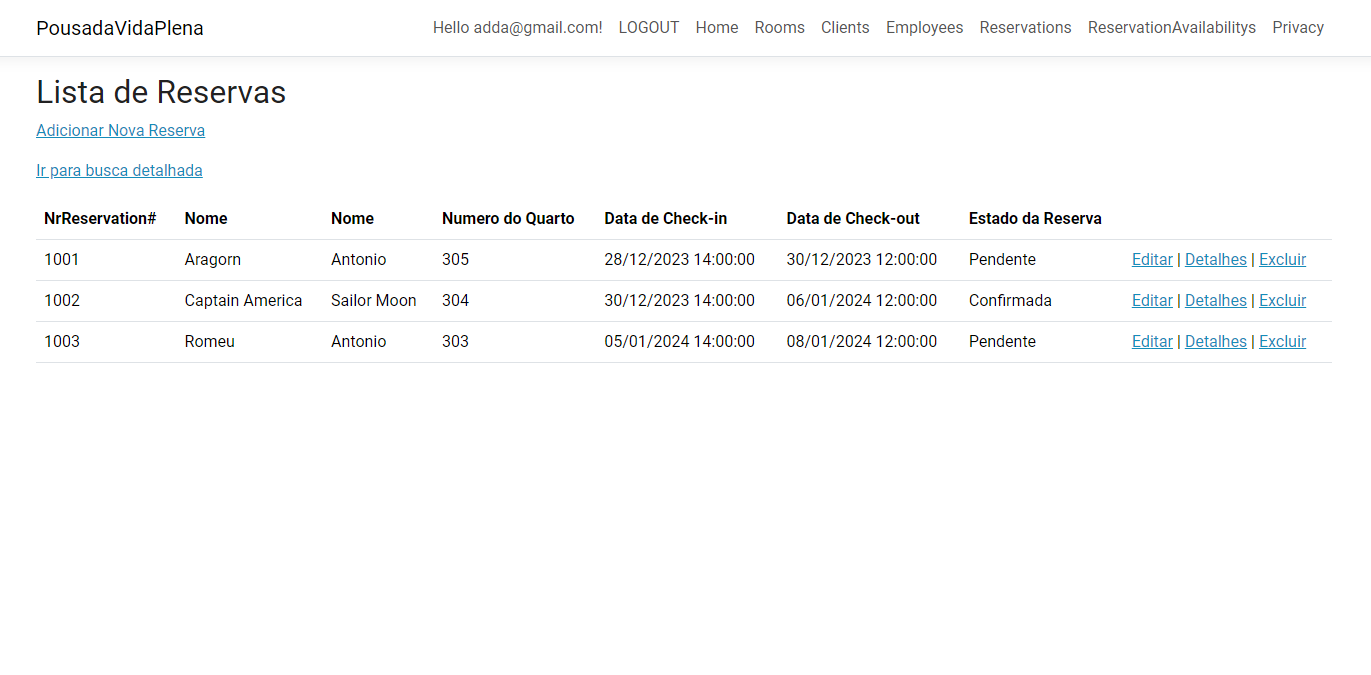 PousadaVidaPlena Hello adda@gmail.com! LOGOUT Home Rooms Clients Employees Reservations ReservationAvailabilitys Privacy
Lista de Reservas
Adicionar Nova Reserva
Ir para busca detalhada
NrReservation# Nome Nome Numero do Quarto Data de Check-in Data de Check-out Estado da Reserva
1001 Aragorn Antonio 305 28/12/2023 14:00:00 30/12/2023 12:00:00 Pendente Editar | Detalhes | Excluir
1002 Captain America Sailor Moon 304 30/12/2023 14:00:00 06/01/2024 12:00:00 Confirmada Editar | Detalhes | Excluir
1003 Romeu Antonio 303 05/01/2024 14:00:00 08/01/2024 12:00:00 Pendente Editar | Detalhes | Excluir